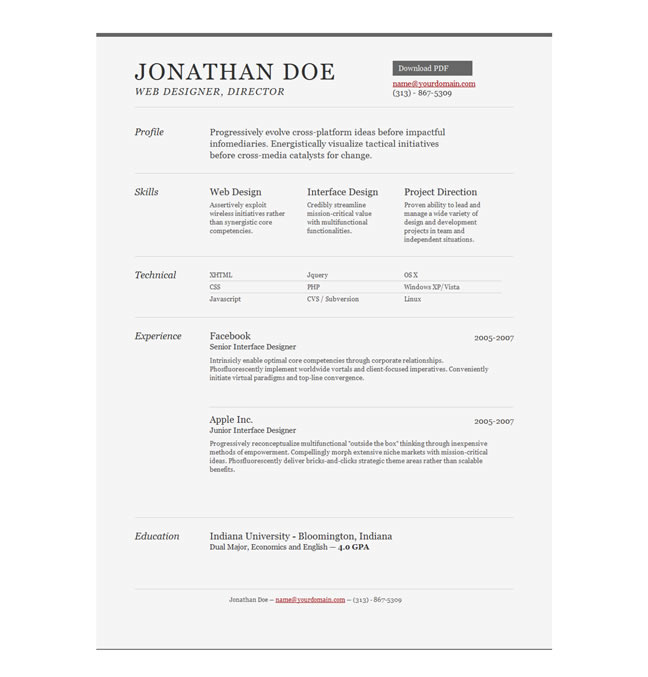 JONATHAN DOE
WEB DESIGNER, DIRECTOR
Download PDF
name@yourdomain.com
(313) - 867-5309
Profile
Progressively evolve cross-platform ideas before impactful
infomediaries. Energistically visualize tactical initiatives
before cross-media catalysts for change.
Skills
Web Design
Assertively exploit
wireless initiatives rather
than synergistic core
competencies.
Interface Design
Credibly streamline
mission-critical value
with multifunctional
functionalities.
Project Direction
Proven ability to lead and
manage a wide variety of
design and development
projects in team and
independent situations.
Technical
XHTML Jquery OS X
CSS PHP Windows XP/Vista
Javascript CVS / Subversion Linux
Experience
Facebook 2005-2007
Senior Interface Designer
Intrinsicly enable optimal core competencies through corporate relationships.
Phosfluorescently implement worldwide vortals and client-focused imperatives. Conveniently
initiate virtual paradigms and top-line convergence.
Apple Inc. 2005-2007
Junior Interface Designer
Progressively reconceptualize multifunctional "outside the box" thinking through inexpensive
methods of empowerment. Compellingly morph extensive niche markets with mission-critical
ideas. Phosfluorescently deliver bricks-and-clicks strategic theme areas rather than scalable
benefits.
Education
Indiana University - Bloomington, Indiana
Dual Major, Economics and English — 4.0 GPA
Jonathan Doe — name@yourdomain.com — (313) - 867-5309